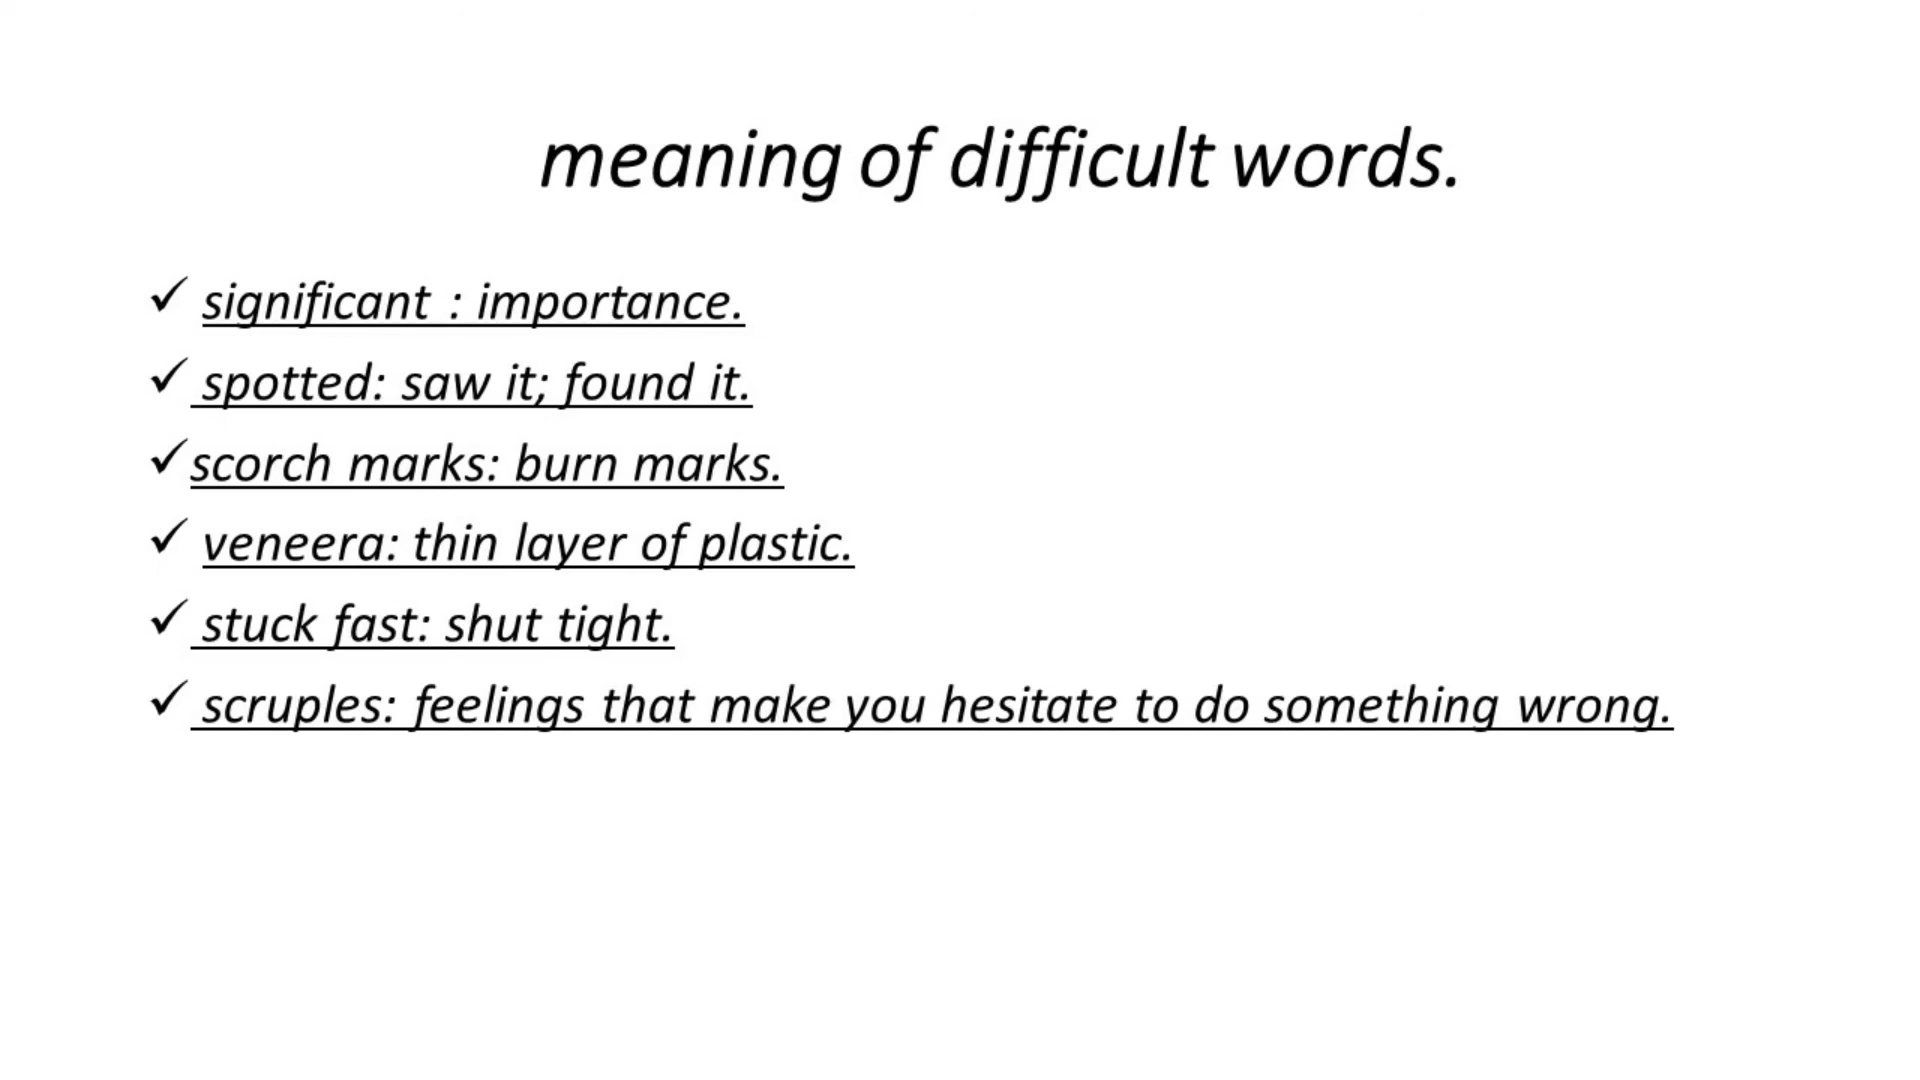 meaning of difficult words.
✓ significant : importance.
✓ spotted: saw it; found it.
✓ scorch marks: burn marks.
✓ veneera: thin layer of plastic.
✓ stuck fast: shut tight.
✓ scruples: feelings that make you hesitate to do something wrong.